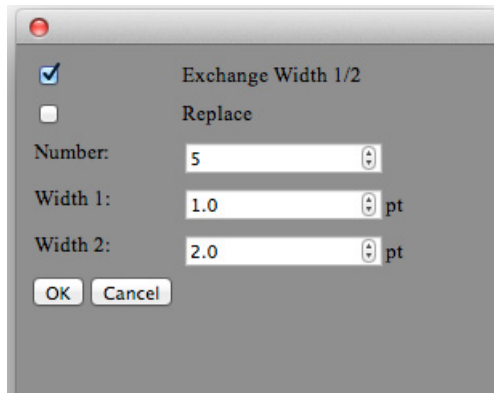 Exchange Width 1/2
Replace
Number: 5
Width 1: 1.0 pt
Width 2: 2.0 pt
OK Cancel